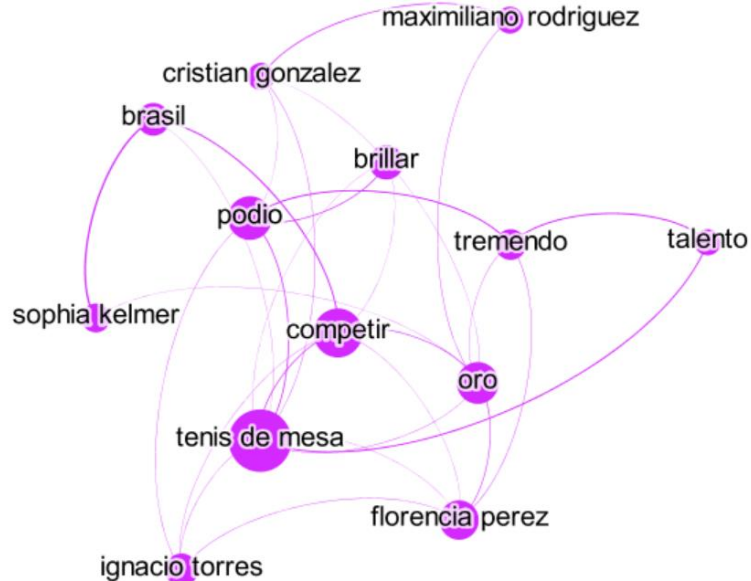 maximiliano rodriguez
cristian gonzalez
brasil
brillar
podio
tremendo
talento
sophia kelmer
competir
oro
tenis de mesa
florencia perez
ignacio torres